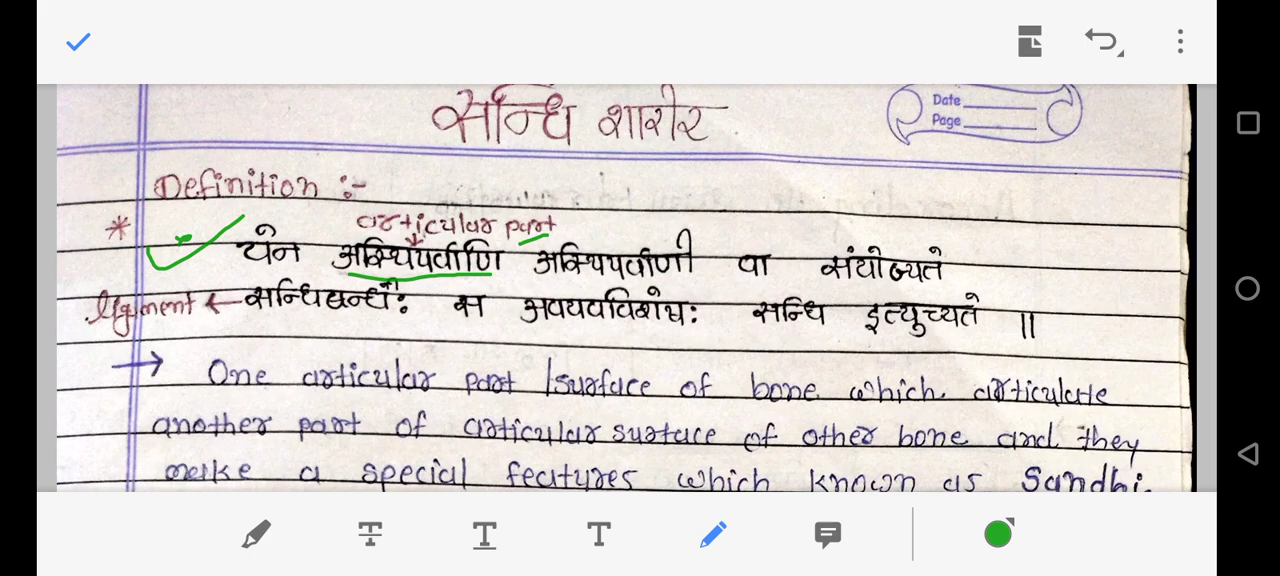 सन्धि शारीर
Date
Page
Definition :-
articular part
* येन अस्थिपर्वाणि अस्थिपर्वाणी वा संयोज्यते
ligment ← सन्धिबन्धौः स अवयवविशेषः सन्धि इत्युच्यते ||
→ One articular part /surface of bone which articulate
another part of articular surface of other bone and they
make a special features which known as Sandhi.
T T T